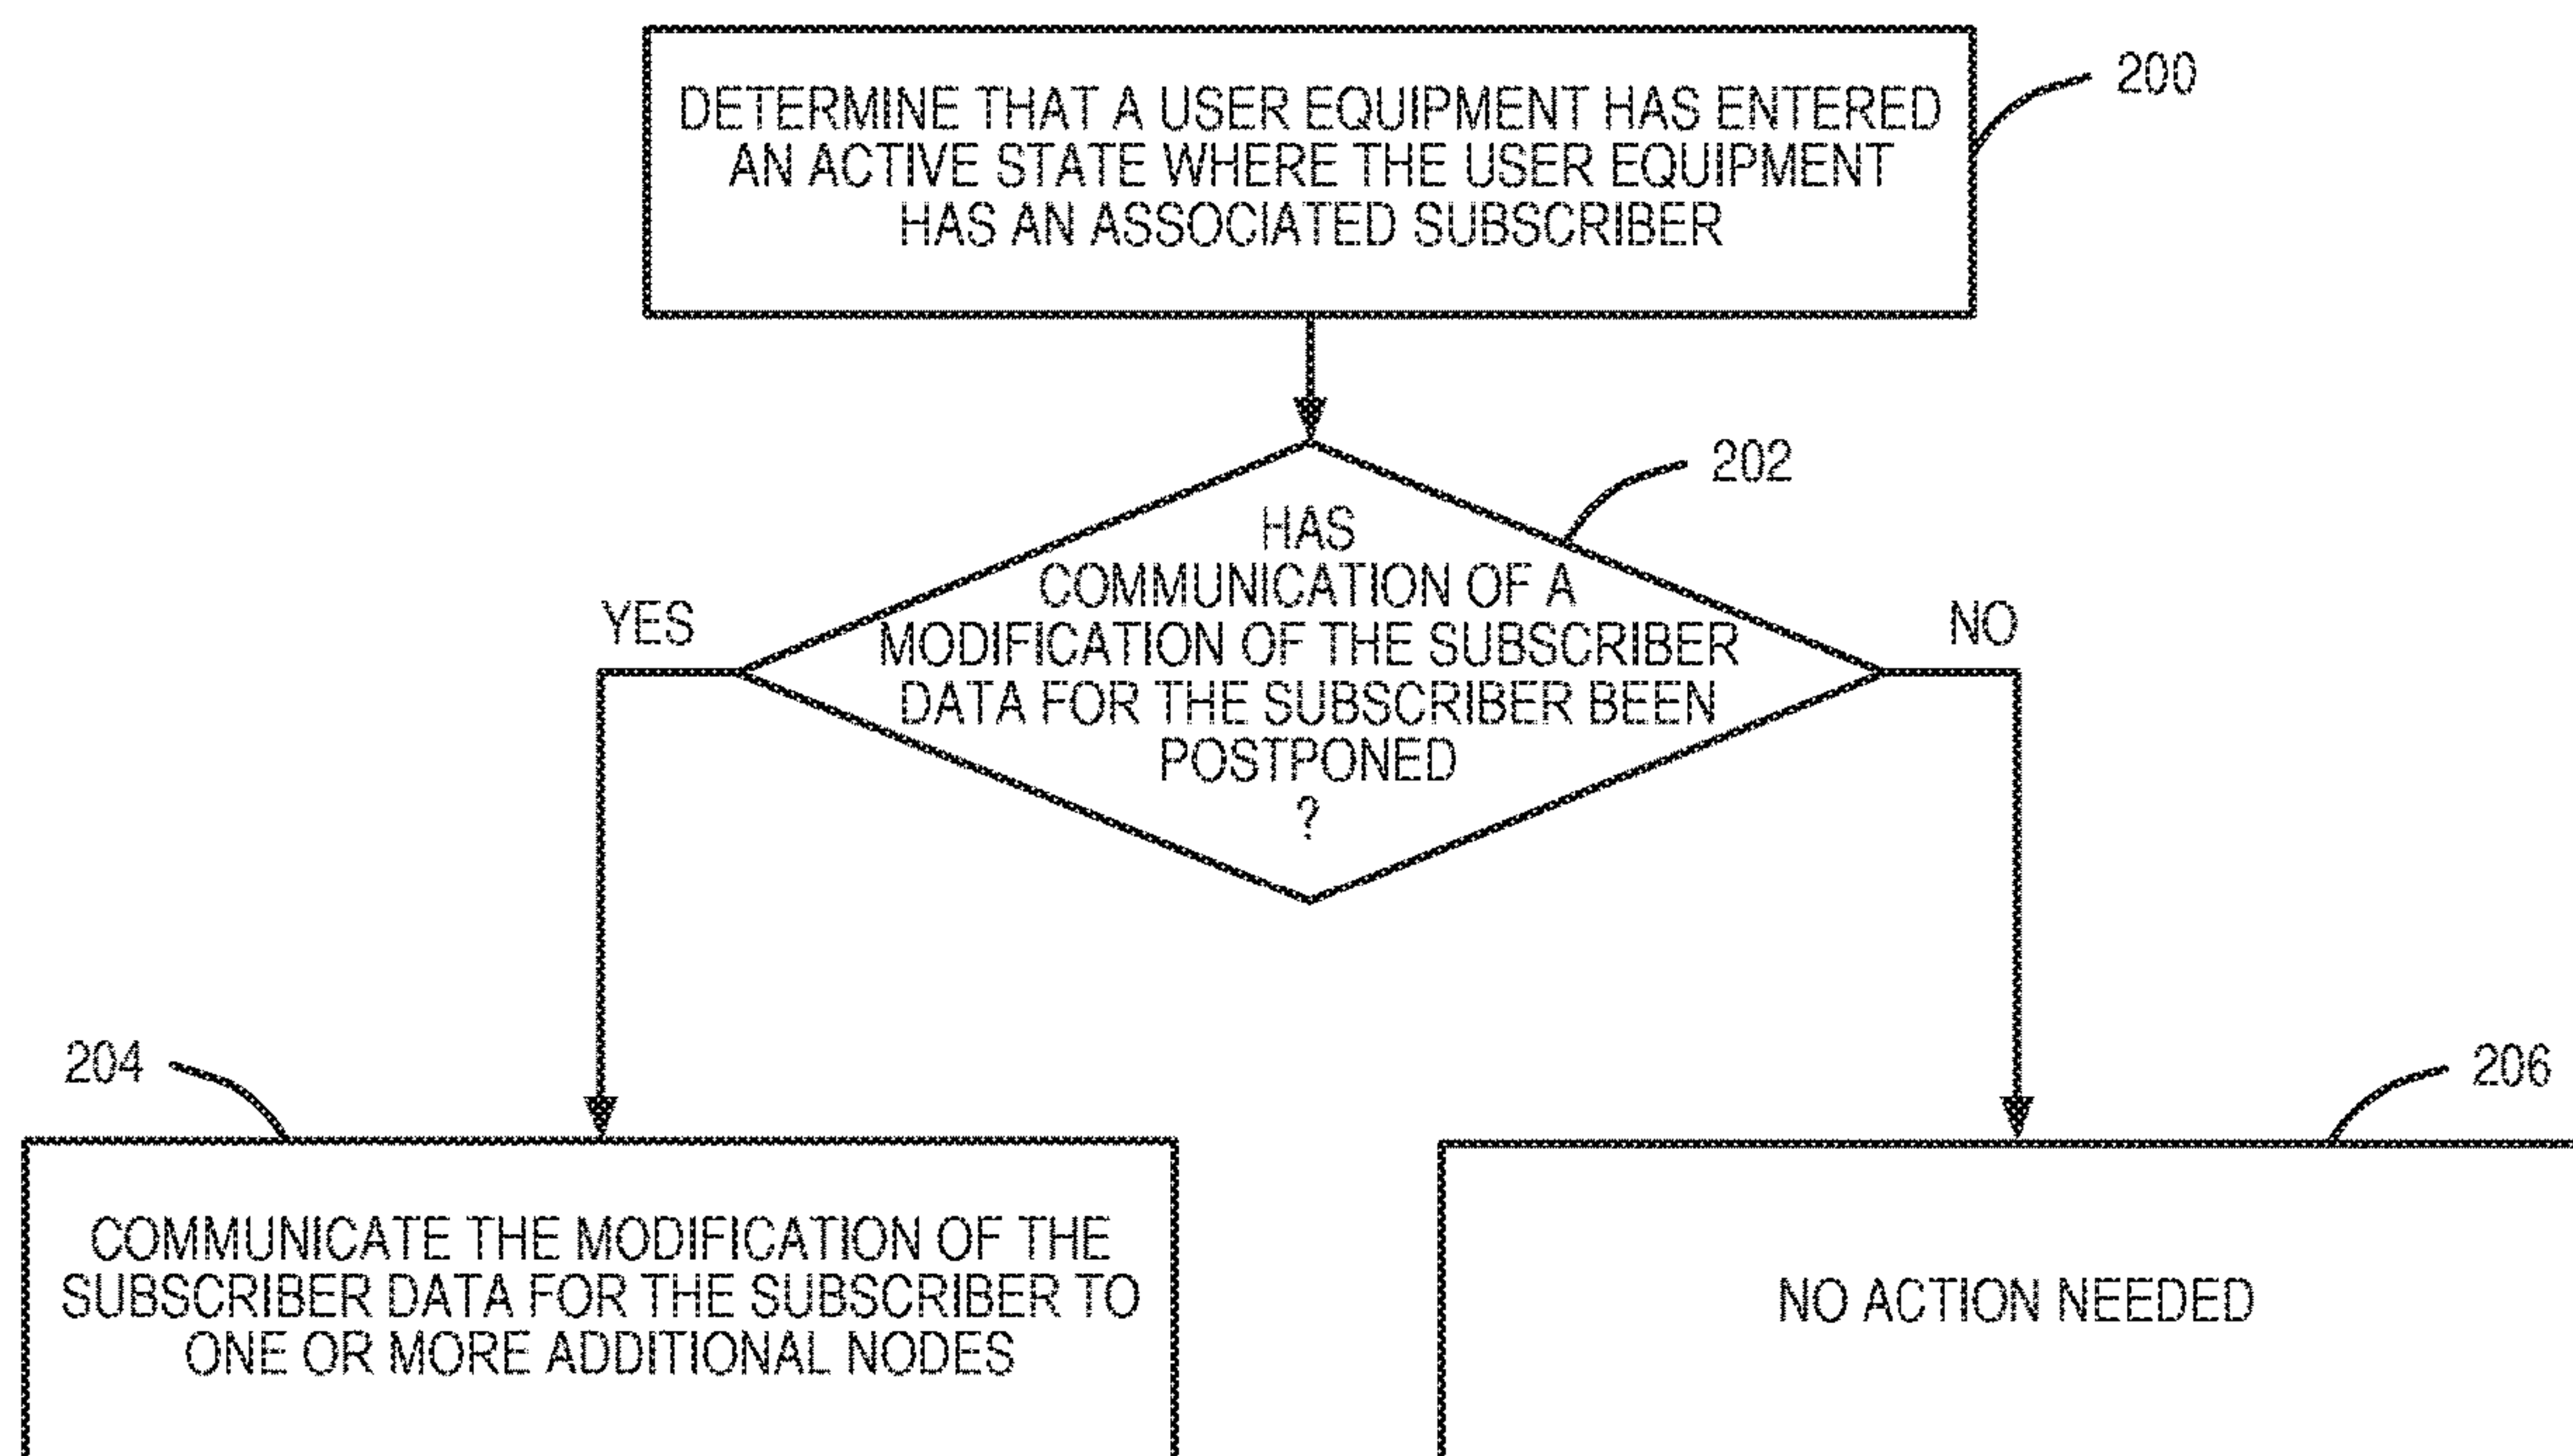 DETERMINE THAT A USER EQUIPMENT HAS ENTERED
AN ACTIVE STATE WHERE THE USER EQUIPMENT
HAS AN ASSOCIATED SUBSCRIBER
200
202
HAS
COMMUNICATION OF A
MODIFICATION OF THE SUBSCRIBER
DATA FOR THE SUBSCRIBER BEEN
POSTPONED
?
YES
NO
204
206
COMMUNICATE THE MODIFICATION OF THE
SUBSCRIBER DATA FOR THE SUBSCRIBER TO
ONE OR MORE ADDITIONAL NODES
NO ACTION NEEDED